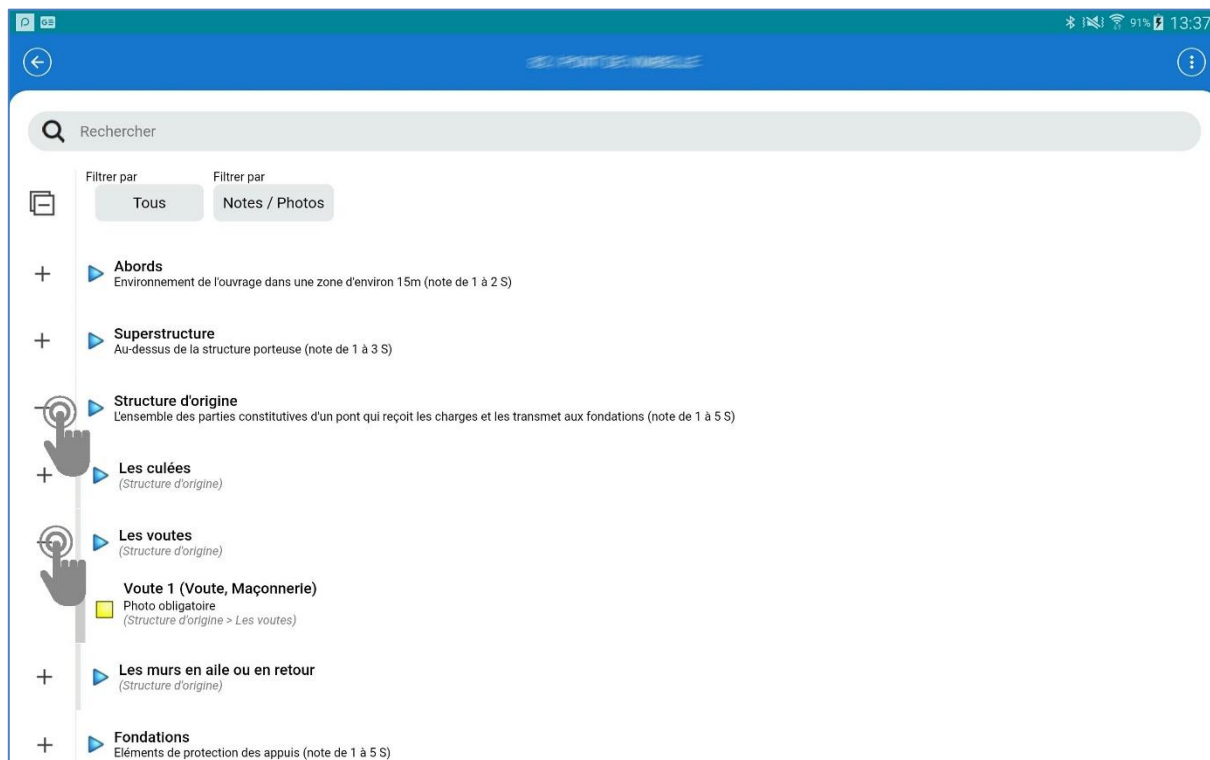 91% 13:37
Rechercher
Filtrer par Filtrer par
Tous Notes / Photos
Abords
Environnement de l'ouvrage dans une zone d'environ 15m (note de 1 à 2 S)
Superstructure
Au-dessus de la structure porteuse (note de 1 à 3 S)
Structure d'origine
L'ensemble des parties constitutives d'un pont qui reçoit les charges et les transmet aux fondations (note de 1 à 5 S)
Les culées
(Structure d'origine)
Les voutes
(Structure d'origine)
Voute 1 (Voute, Maçonnerie)
Photo obligatoire
(Structure d'origine > Les voutes)
Les murs en aile ou en retour
(Structure d'origine)
Fondations
Eléments de protection des appuis (note de 1 à 5 S)